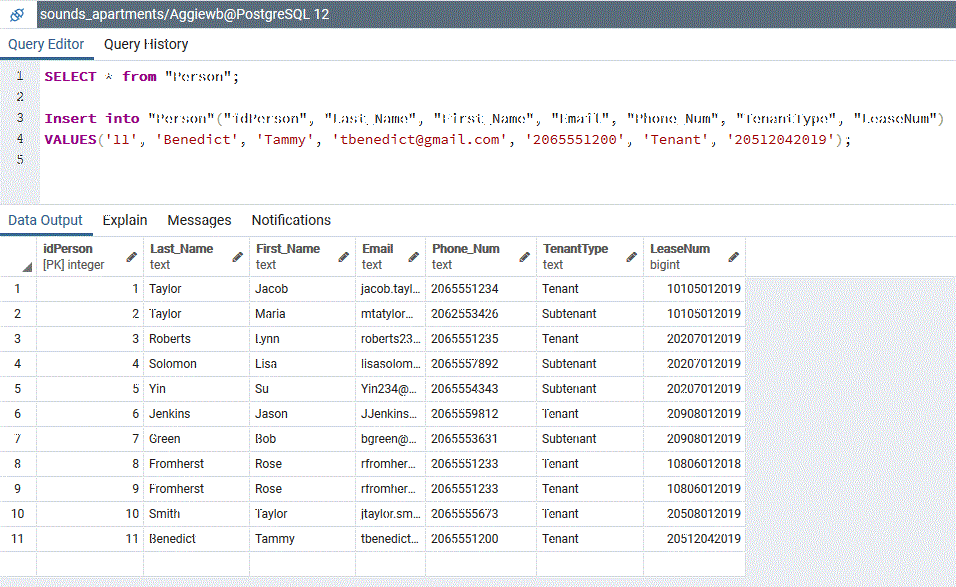 sounds_apartments/Aggiewb@PostgreSQL 12
Query Editor Query History
1 SELECT * from "Person";
2
3 Insert into "Person"("idPerson", "Last_Name", "First_Name", "Email", "Phone_Num", "TenantType", "LeaseNum")
4 VALUES('11', 'Benedict', 'Tammy', 'tbenedict@gmail.com', '2065551200', 'Tenant', '20512042019');
5
Data Output Explain Messages Notifications
idPerson Last_Name First_Name Email Phone_Num TenantType LeaseNum
[PK] integer text text text text text bigint
1 1 Taylor Jacob jacob.tayl... 2065551234 Tenant 10105012019
2 2 Taylor Maria mtatylor... 2062553426 Subtenant 10105012019
3 3 Roberts Lynn roberts23... 2065551235 Tenant 20207012019
4 4 Solomon Lisa lisasolom... 2065557892 Subtenant 20207012019
5 5 Yin Su Yin234@... 2065554343 Subtenant 20207012019
6 6 Jenkins Jason JJenkins... 2065559812 Tenant 20908012019
7 7 Green Bob bgreen@... 2065553631 Subtenant 20908012019
8 8 Fromherst Rose rfromher... 2065551233 Tenant 10806012018
9 9 Fromherst Rose rfromher... 2065551233 Tenant 10806012019
10 10 Smith Taylor jtaylor.sm... 2065555673 Tenant 20508012019
11 11 Benedict Tammy tbenedict... 2065551200 Tenant 20512042019